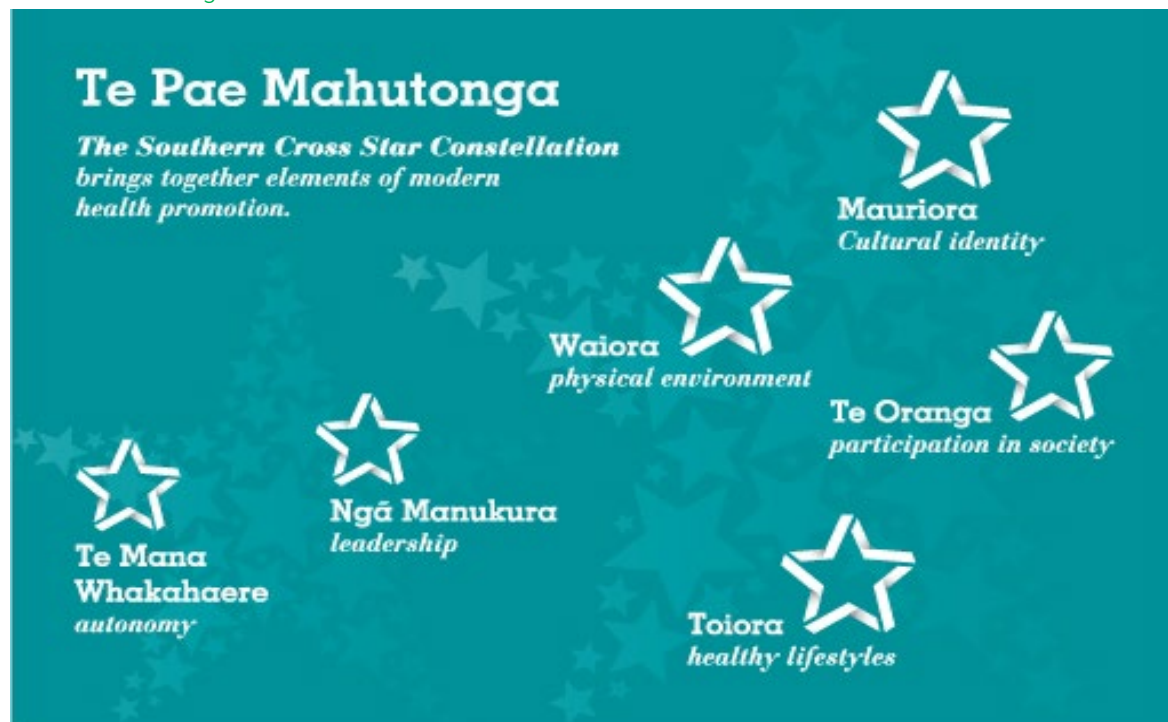 Te Pae Mahutonga
The Southern Cross Star Constellation
brings together elements of modern
health promotion.
Mauriora
Cultural identity
Waiora
physical environment
Te Oranga
participation in society
Ngā Manukura
leadership
Te Mana
Whakahaere
autonomy
Toiora
healthy lifestyles